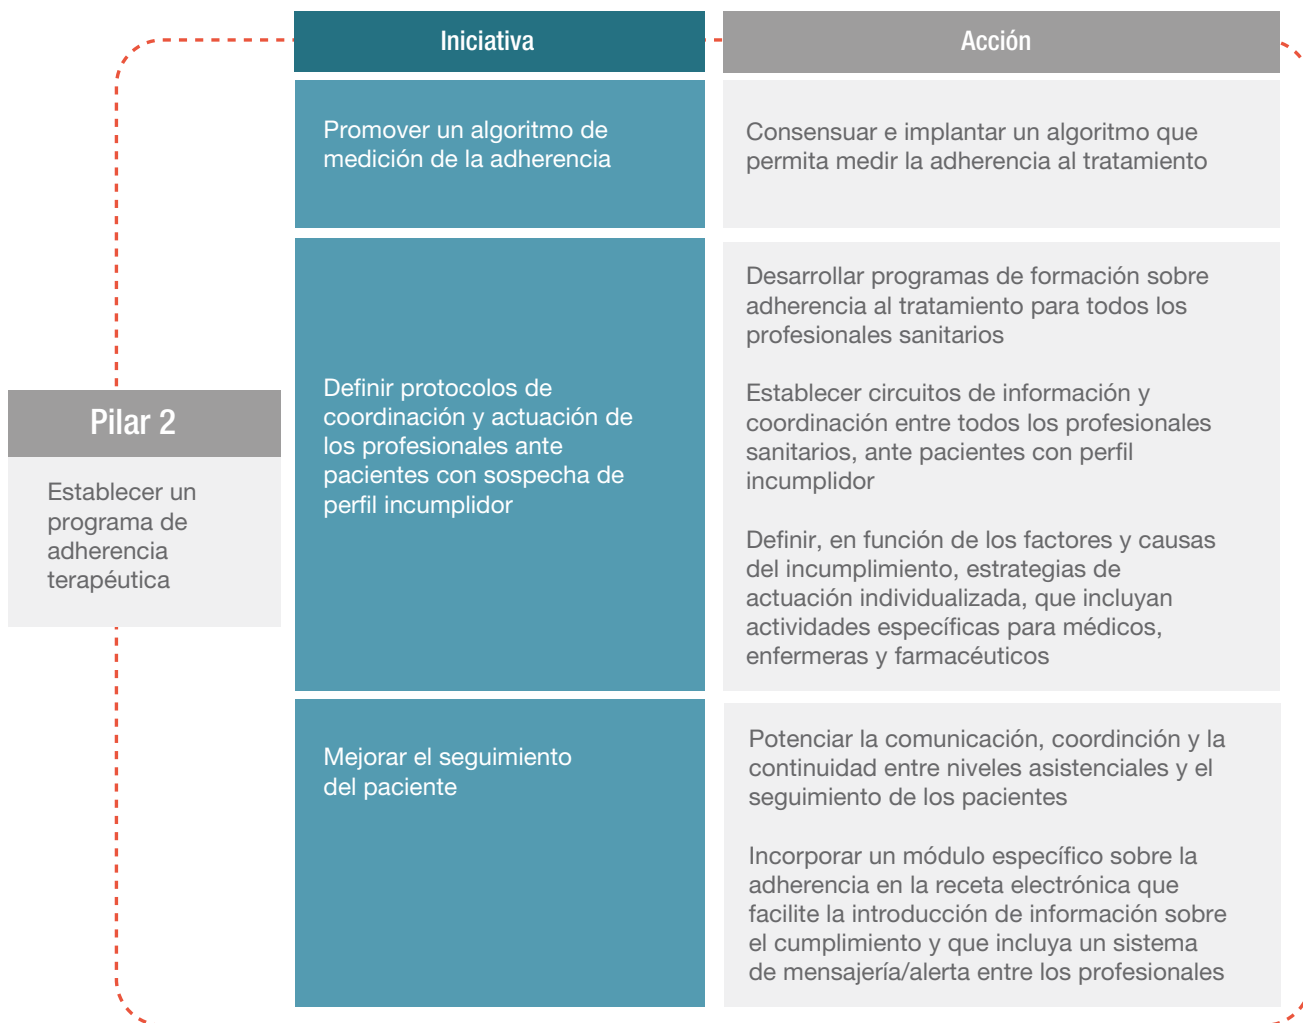 Iniciativa
Acción
Promover un algoritmo de
medición de la adherencia
Consensuar e implantar un algoritmo que
permita medir la adherencia al tratamiento
Pilar 2
Establecer un
programa de
adherencia
terapéutica
Definir protocolos de
coordinación y actuación de
los profesionales ante
pacientes con sospecha de
perfil incumplidor
Desarrollar programas de formación sobre
adherencia al tratamiento para todos los
profesionales sanitarios
Establecer circuitos de información y
coordinación entre todos los profesionales
sanitarios, ante pacientes con perfil
incumplidor
Definir, en función de los factores y causas
del incumplimiento, estrategias de
actuación individualizada, que incluyan
actividades específicas para médicos,
enfermeras y farmacéuticos
Mejorar el seguimiento
del paciente
Potenciar la comunicación, coordinción y la
continuidad entre niveles asistenciales y el
seguimiento de los pacientes
Incorporar un módulo específico sobre la
adherencia en la receta electrónica que
facilite la introducción de información sobre
el cumplimiento y que incluya un sistema
de mensajería/alerta entre los profesionales